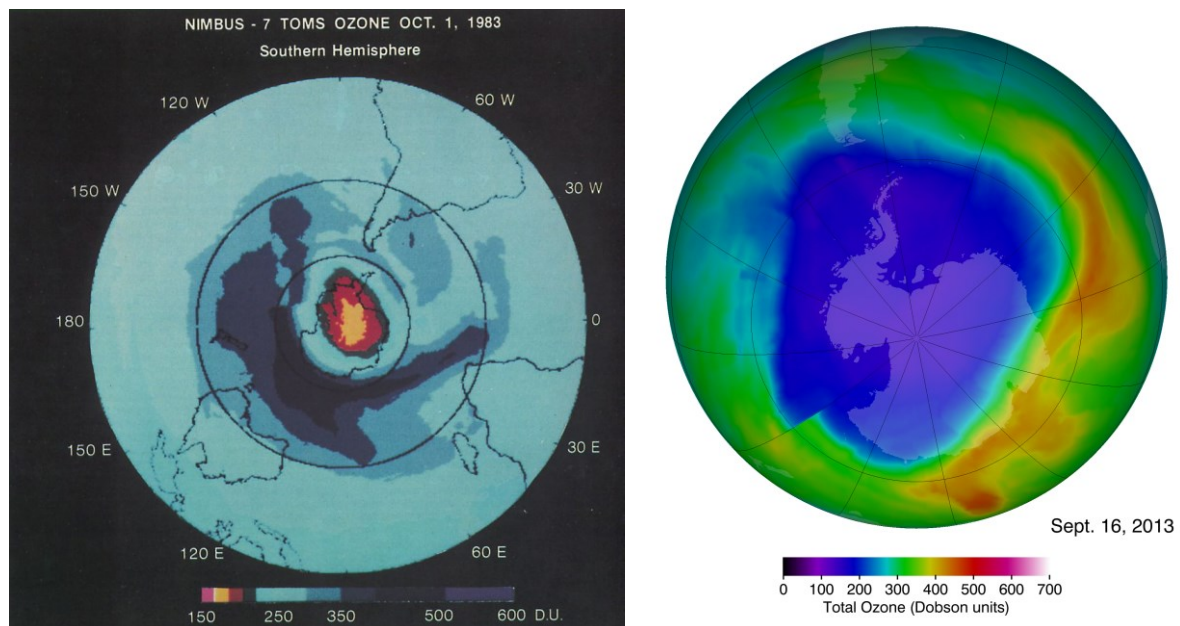 NIMBUS - 7 TOMS OZONE OCT. 1, 1983
Southern Hemisphere
120 W
60 W
150 W
30 W
180
0
150 E
30 E
120 E
60 E
150 250 350 500 600 D.U.
Sept. 16, 2013
0 100 200 300 400 500 600 700
Total Ozone (Dobson units)